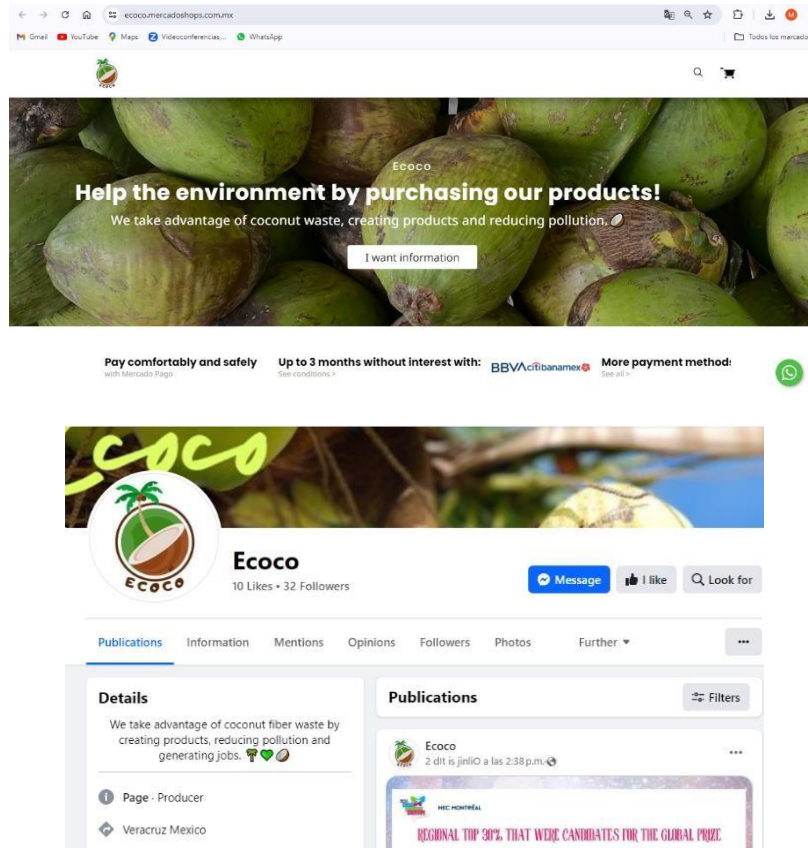 ecoco.mercadoshops.com.mx
Gmail YouTube Maps Videoconferencias... WhatsApp Todos los marcado
ECOCO
Ecoco
Help the environment by purchasing our products!
We take advantage of coconut waste, creating products and reducing pollution.
I want information
Pay comfortably and safely
with Mercado Pago
Up to 3 months without interest with:
See conditions >
BBVA citibanamex
More payment methods
See all >
coco
ECOCO
Ecoco
10 Likes • 32 Followers
Message I like Look for
Publications Information Mentions Opinions Followers Photos Further
Details
We take advantage of coconut fiber waste by
creating products, reducing pollution and
generating jobs.
Page · Producer
Veracruz Mexico
Publications
Filters
Ecoco
2 dIt is jinliO a las 2:38 p.m.
HEC MONTRÉAL
REGIONAL TOP 30% THAT WERE CANDIDATES FOR THE GLOBAL PRIZE